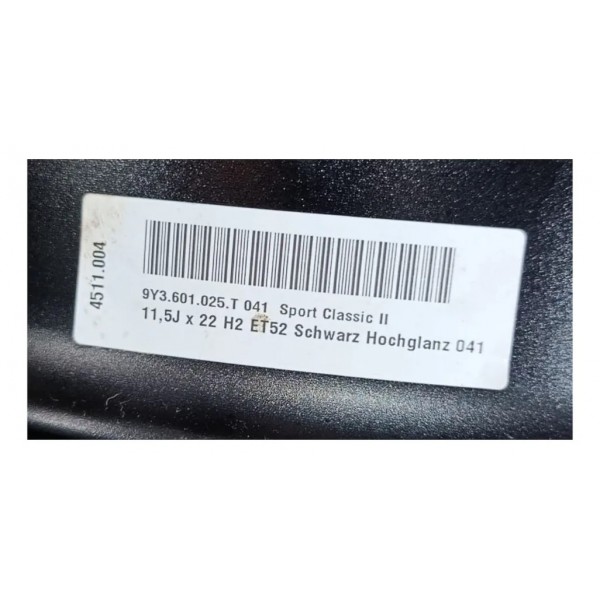 4511.004
9Y3.601.025.T 041 Sport Classic II
11,5J x 22 H2 ET52 Schwarz Hochglanz 041